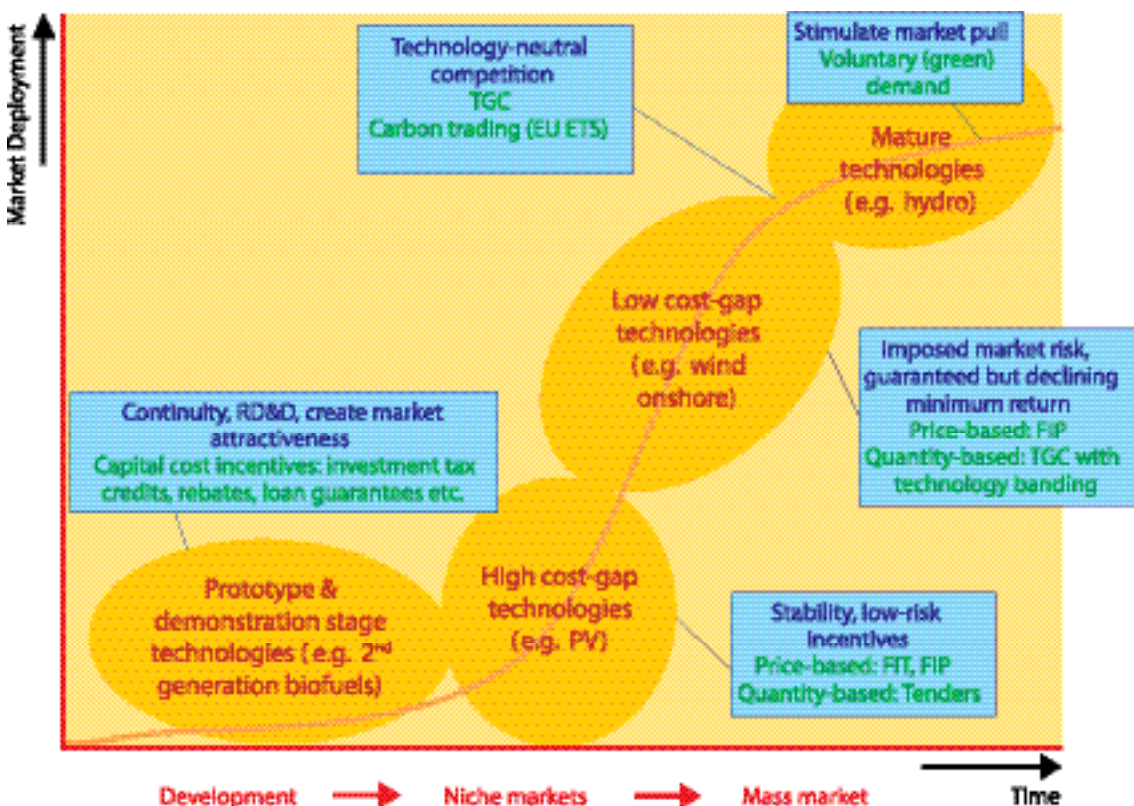 Market Deployment
Technology-neutral
competition
TGC
Carbon trading (EU ETS)
Stimulate market pull
Voluntary (green)
demand
Mature
technologies
(e.g. hydro)
Low cost-gap
technologies
(e.g. wind
onshore)
Imposed market risk,
guaranteed but declining
minimum return
Price-based: FIP
Quantity-based: TGC with
technology banding
Continuity, RD&D, create market
attractiveness
Capital cost incentives: investment tax
credits, rebates, loan guarantees etc.
Prototype &
demonstration stage
technologies (e.g. 2nd
generation biofuels)
High cost-gap
technologies
(e.g. PV)
Stability, low-risk
incentives
Price-based: FIT, FIP
Quantity-based: Tenders
Development
Niche markets
Mass market
Time